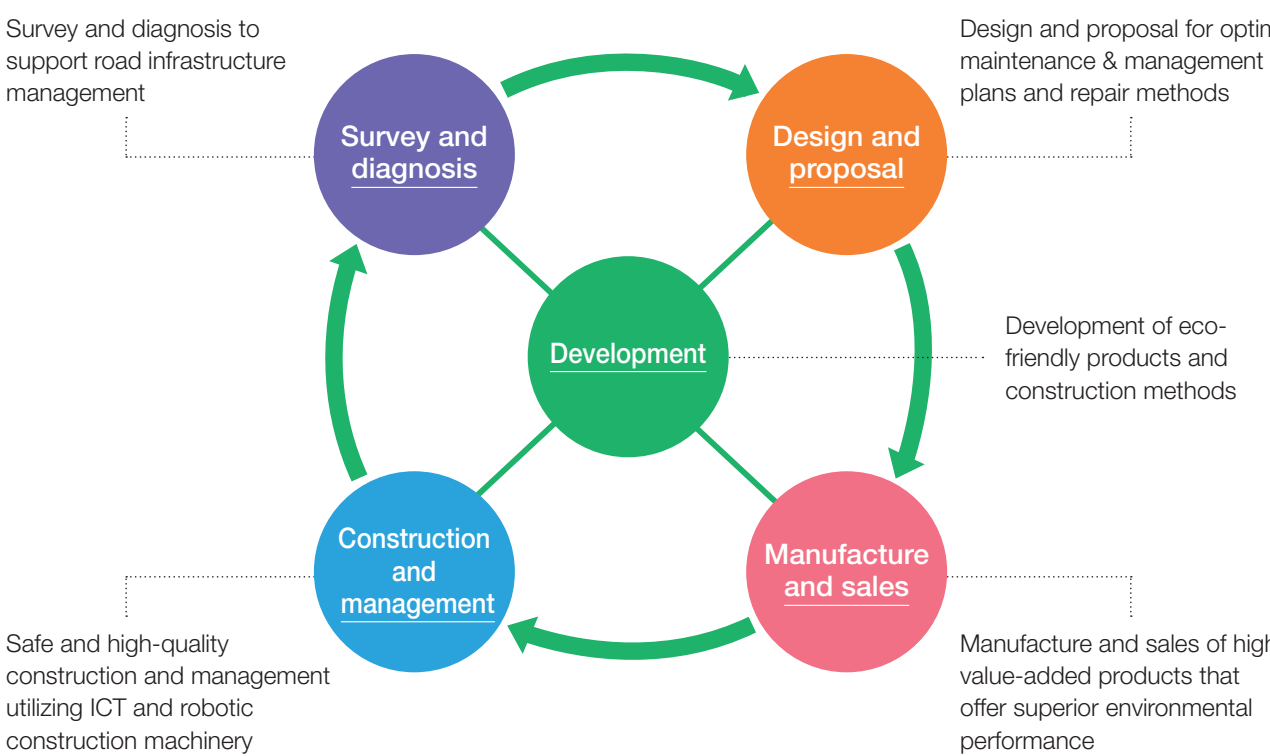 Survey and diagnosis to
support road infrastructure
management
Design and proposal for optim
maintenance & management
plans and repair methods
Survey and
diagnosis
Design and
proposal
Development
Development of eco-
friendly products and
construction methods
Construction
and
management
Manufacture
and sales
Safe and high-quality
construction and management
utilizing ICT and robotic
construction machinery
Manufacture and sales of high
value-added products that
offer superior environmental
performance